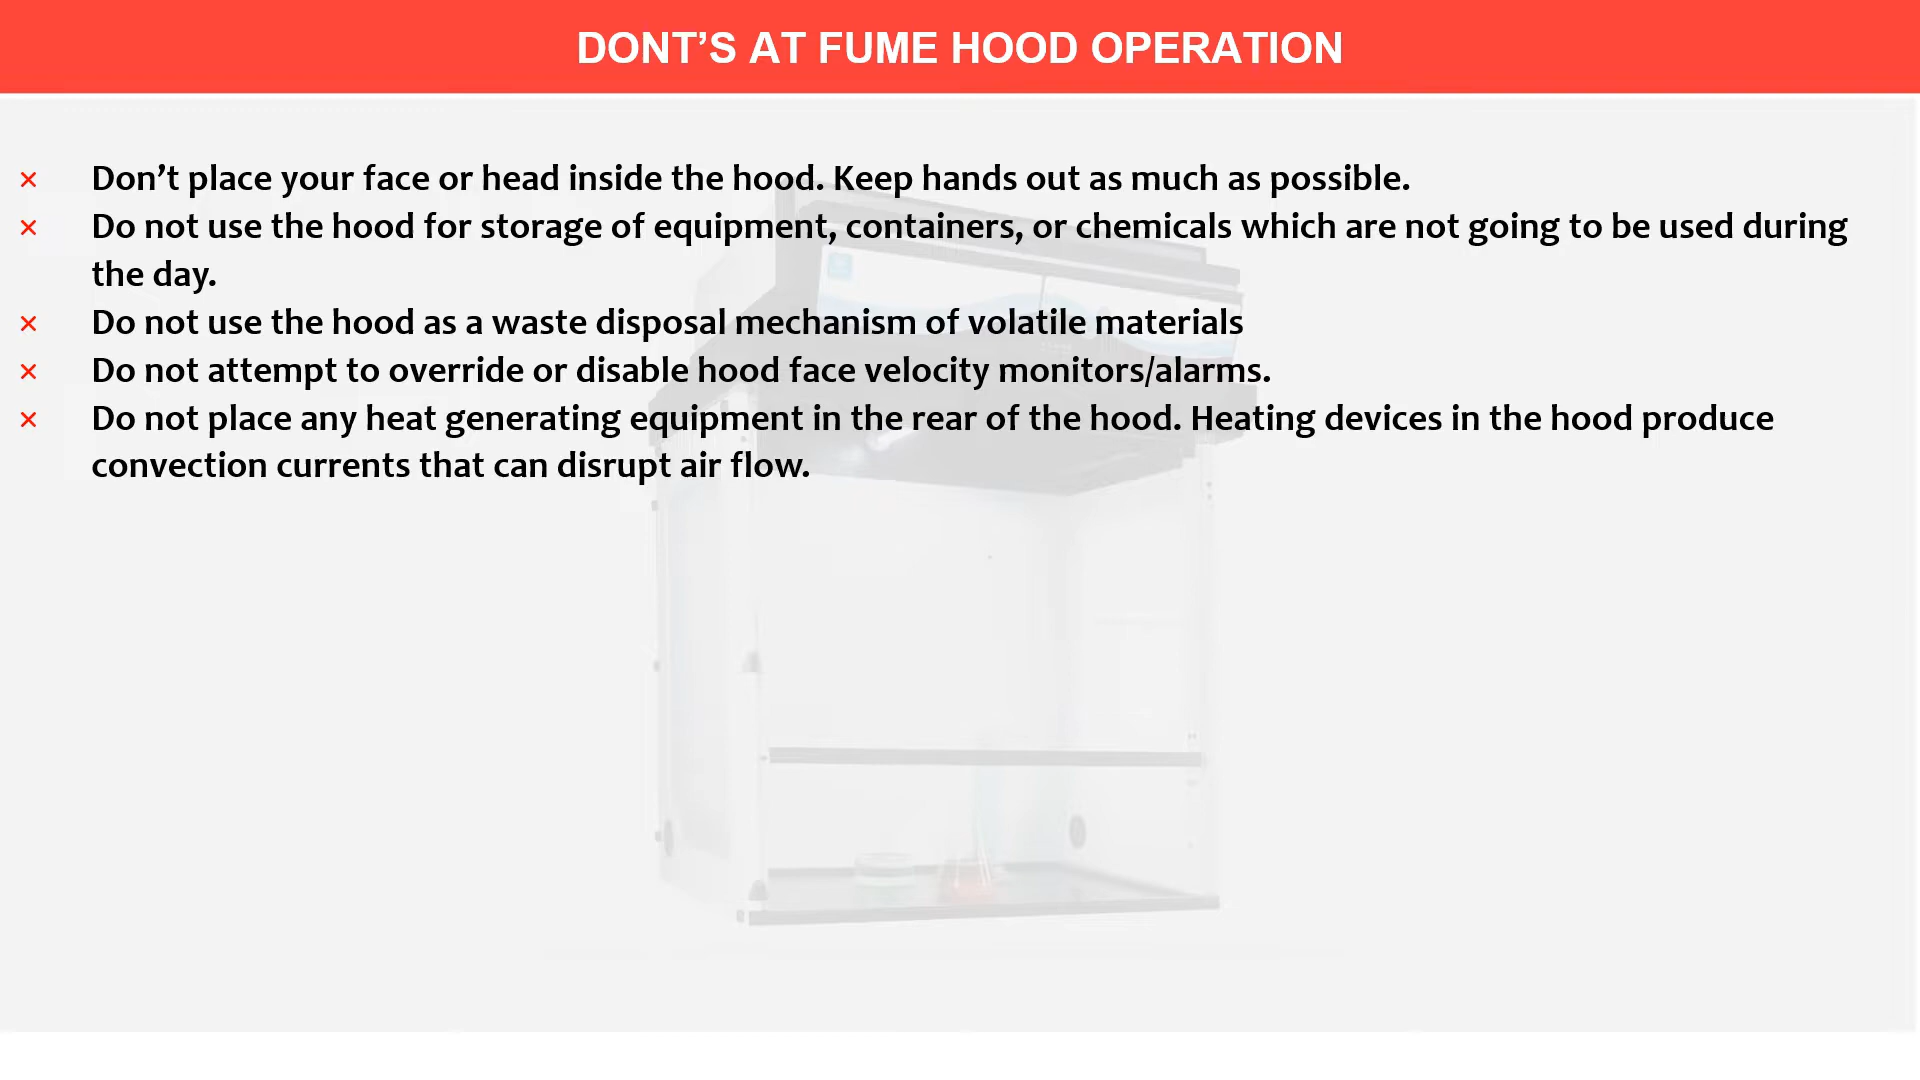 DONT’S AT FUME HOOD OPERATION
× Don’t place your face or head inside the hood. Keep hands out as much as possible.
× Do not use the hood for storage of equipment, containers, or chemicals which are not going to be used during
the day.
× Do not use the hood as a waste disposal mechanism of volatile materials
× Do not attempt to override or disable hood face velocity monitors/alarms.
× Do not place any heat generating equipment in the rear of the hood. Heating devices in the hood produce
convection currents that can disrupt air flow.